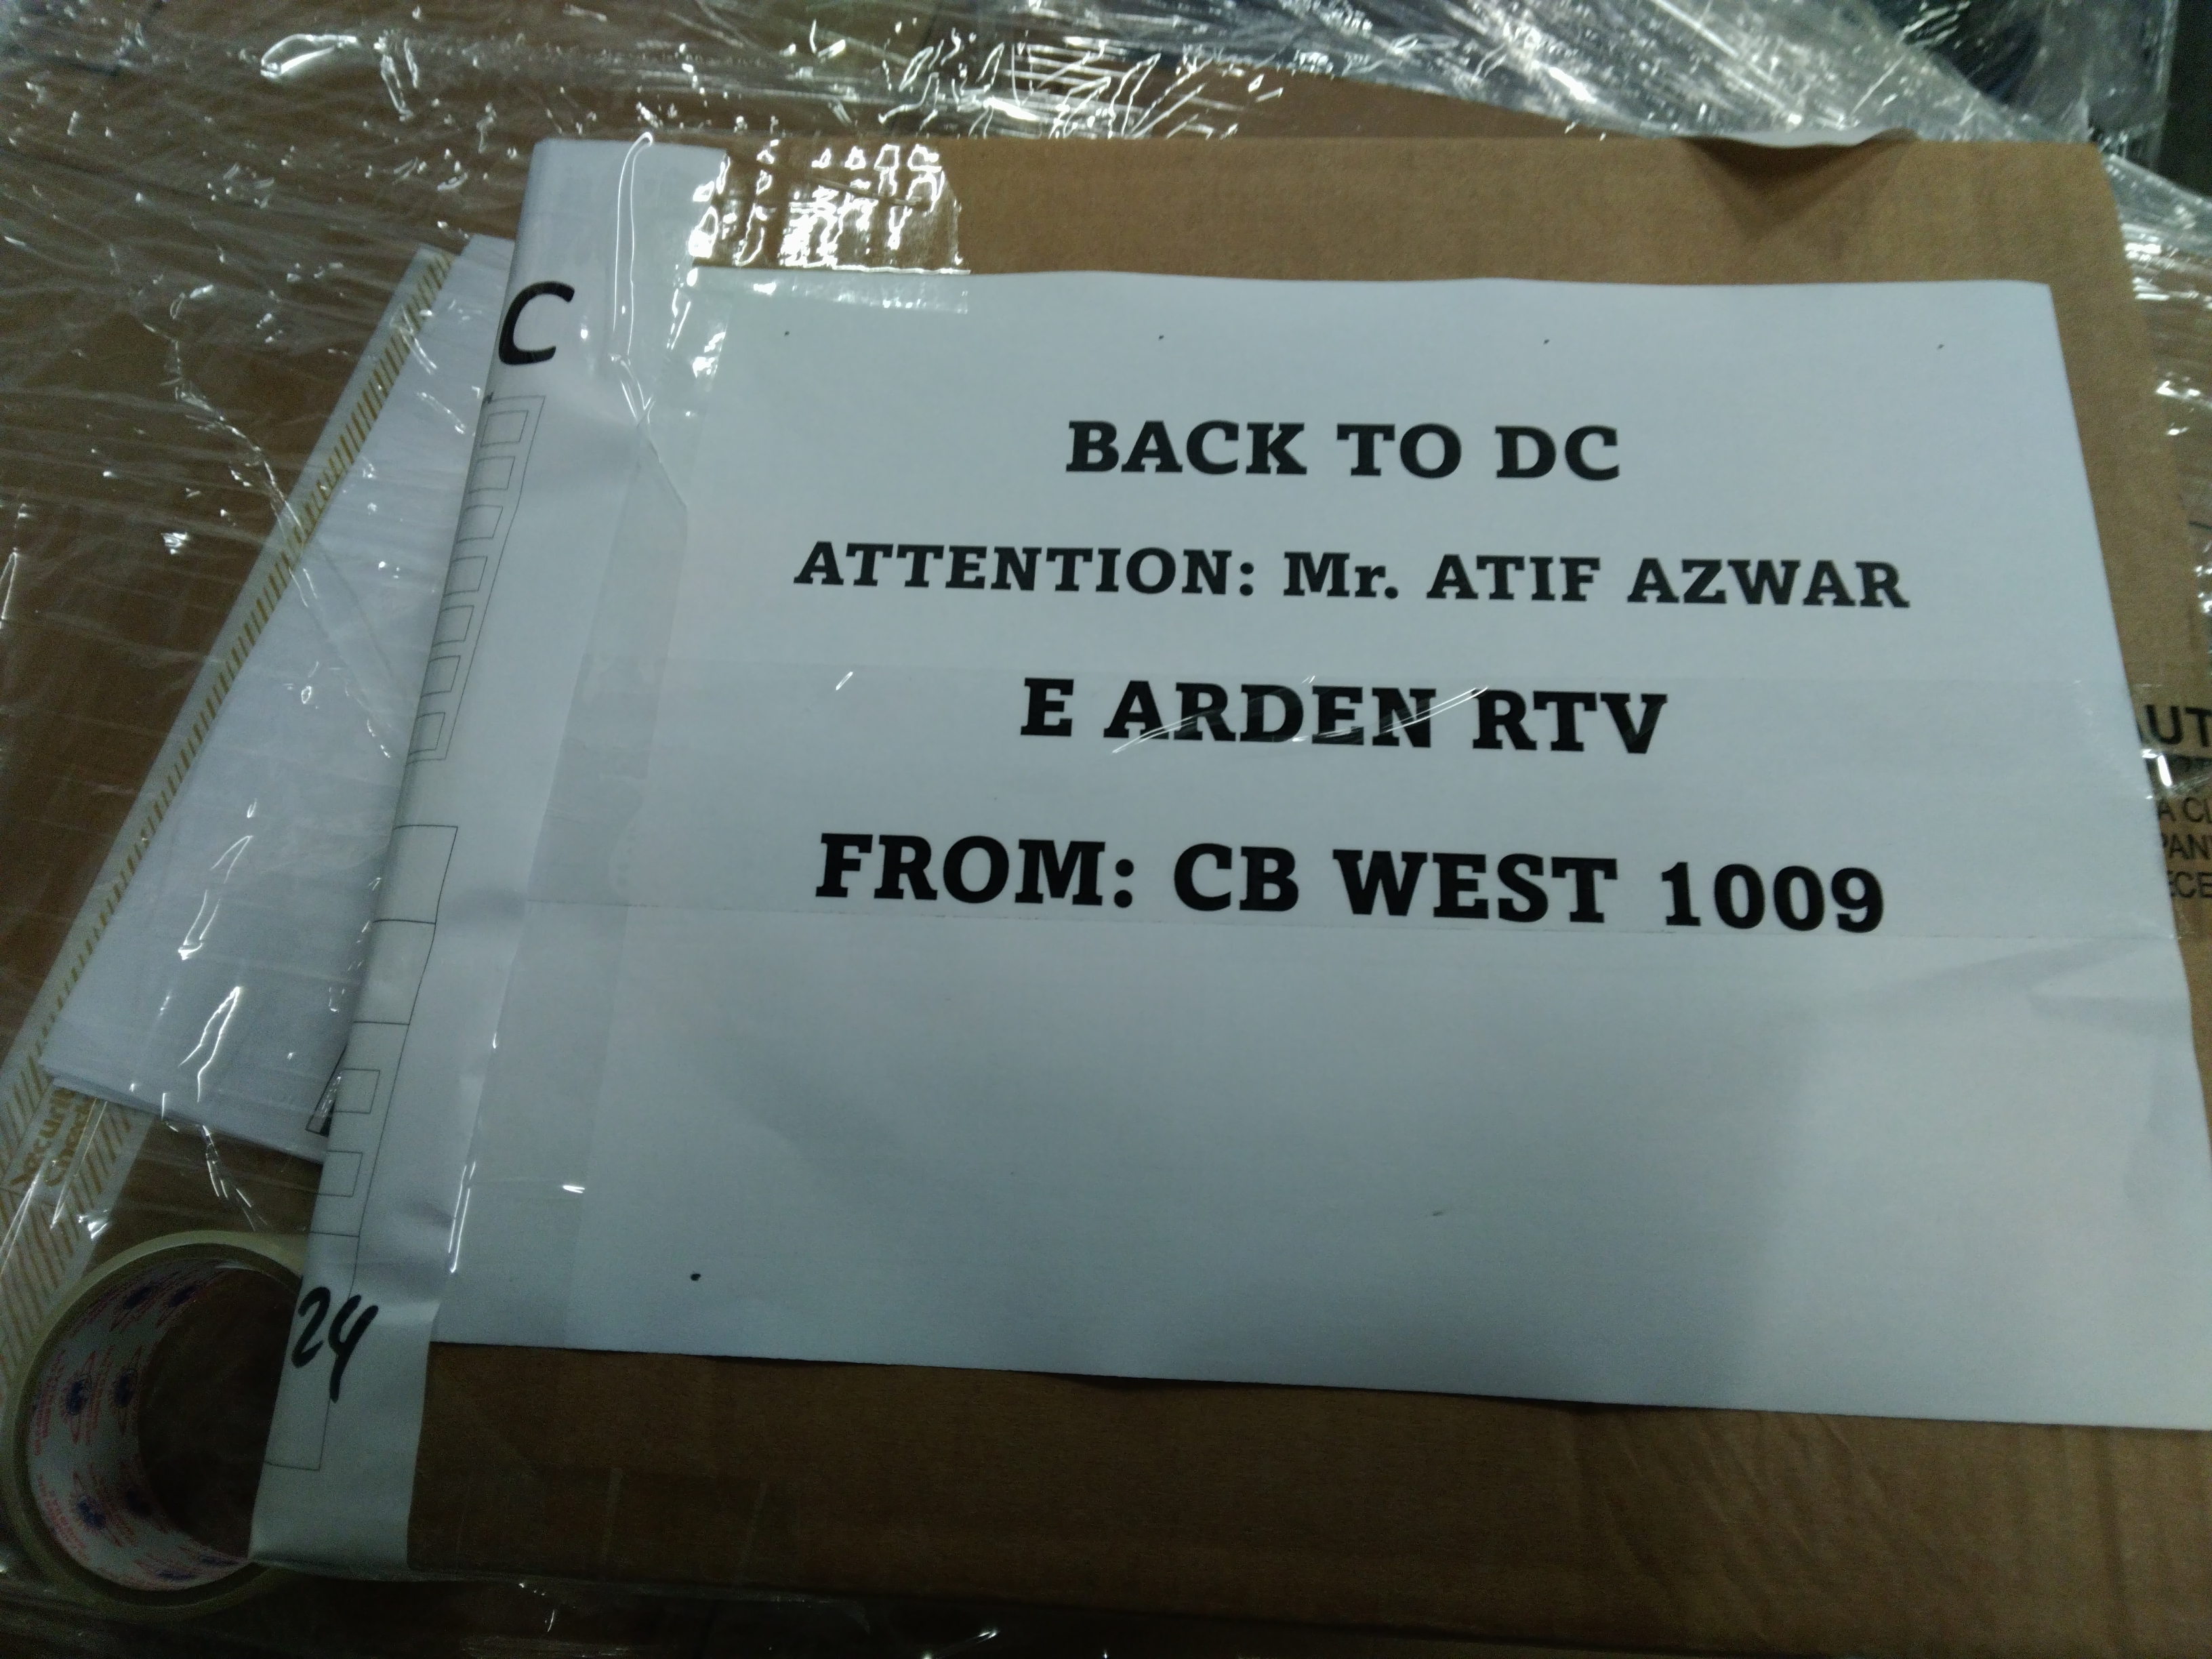 C
BACK TO DC
ATTENTION: Mr. ATIF AZWAR
E ARDEN RTV
FROM: CB WEST 1009
24